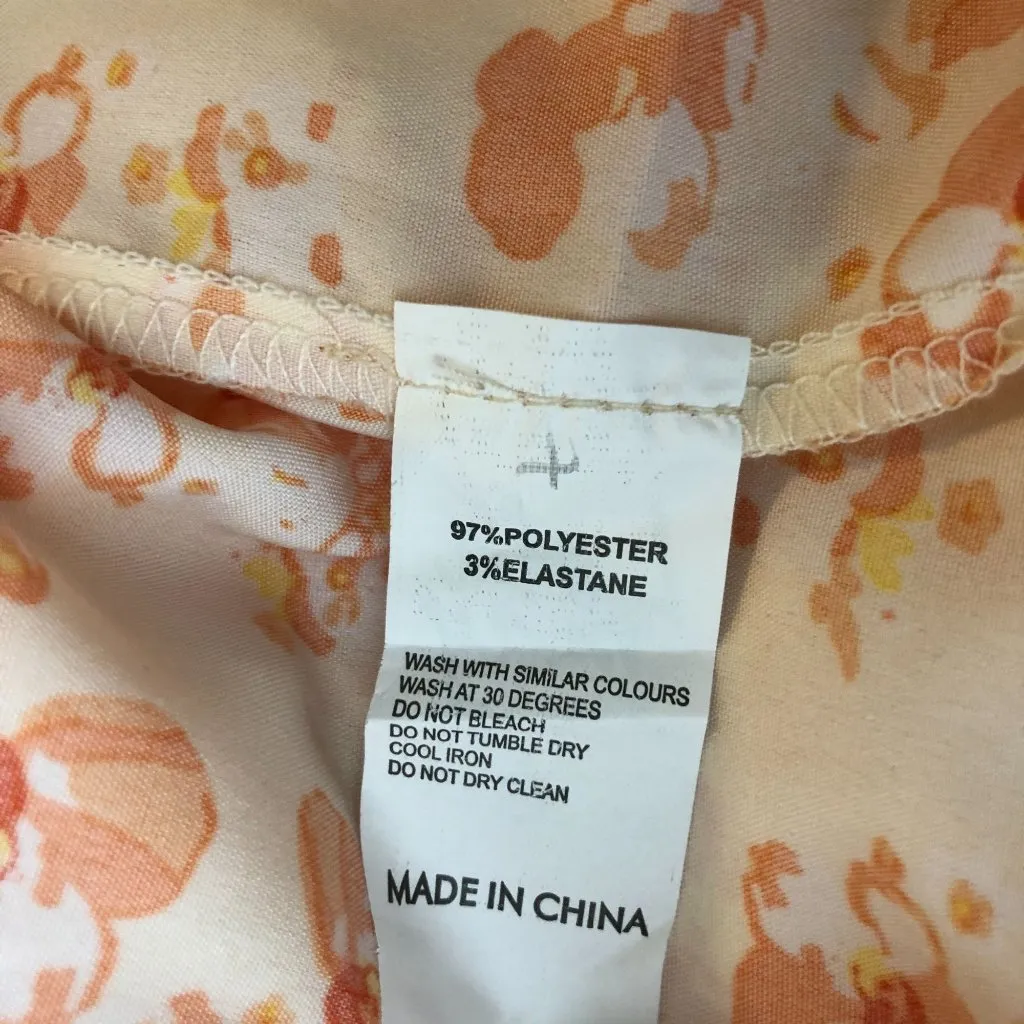 97%POLYESTER
3%ELASTANE
WASH WITH SIMILAR COLOURS
WASH AT 30 DEGREES
DO NOT BLEACH
DO NOT TUMBLE DRY
COOL IRON
DO NOT DRY CLEAN
MADE IN CHINA